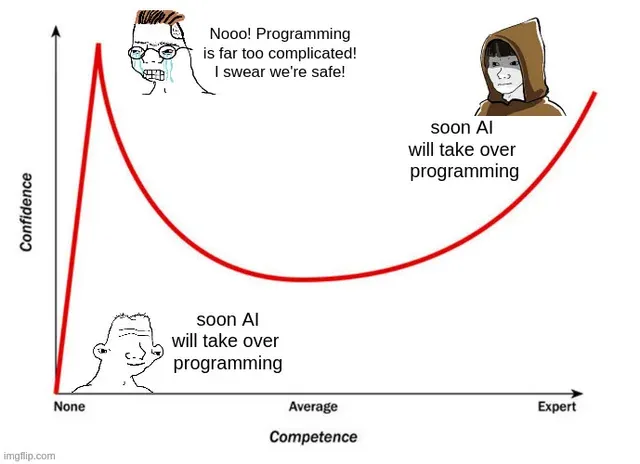 Nooo! Programming
is far too complicated!
I swear we're safe!
soon AI
will take over
programming
Confidence
soon AI
will take over
programming
None
Average
Expert
Competence
imgflip.com